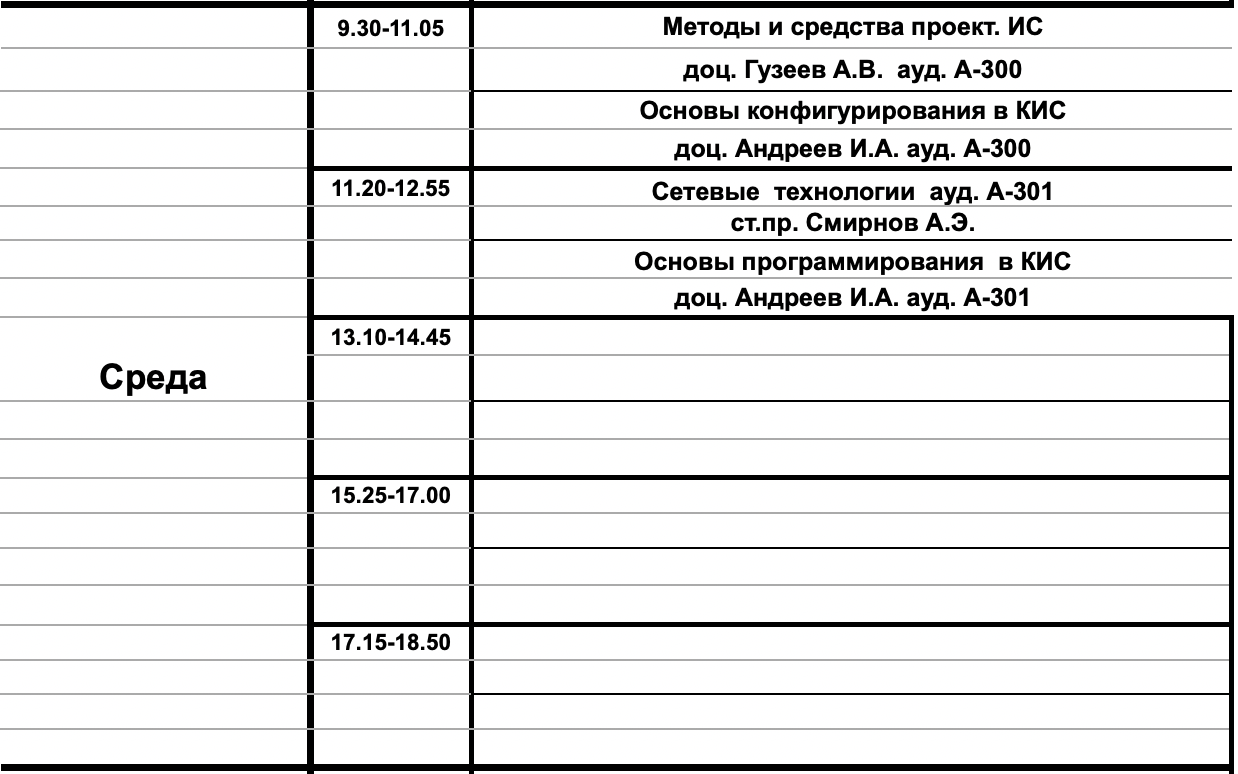 9.30-11.05
Методы и средства проект. ИС
доц. Гузеев А.В. ауд. А-300
Основы конфигурирования в КИС
доц. Андреев И.А. ауд. А-300
11.20-12.55
Сетевые технологии ауд. А-301
ст.пр. Смирнов А.Э.
Основы программирования в КИС
доц. Андреев И.А. ауд. А-301
13.10-14.45
Среда
15.25-17.00
17.15-18.50